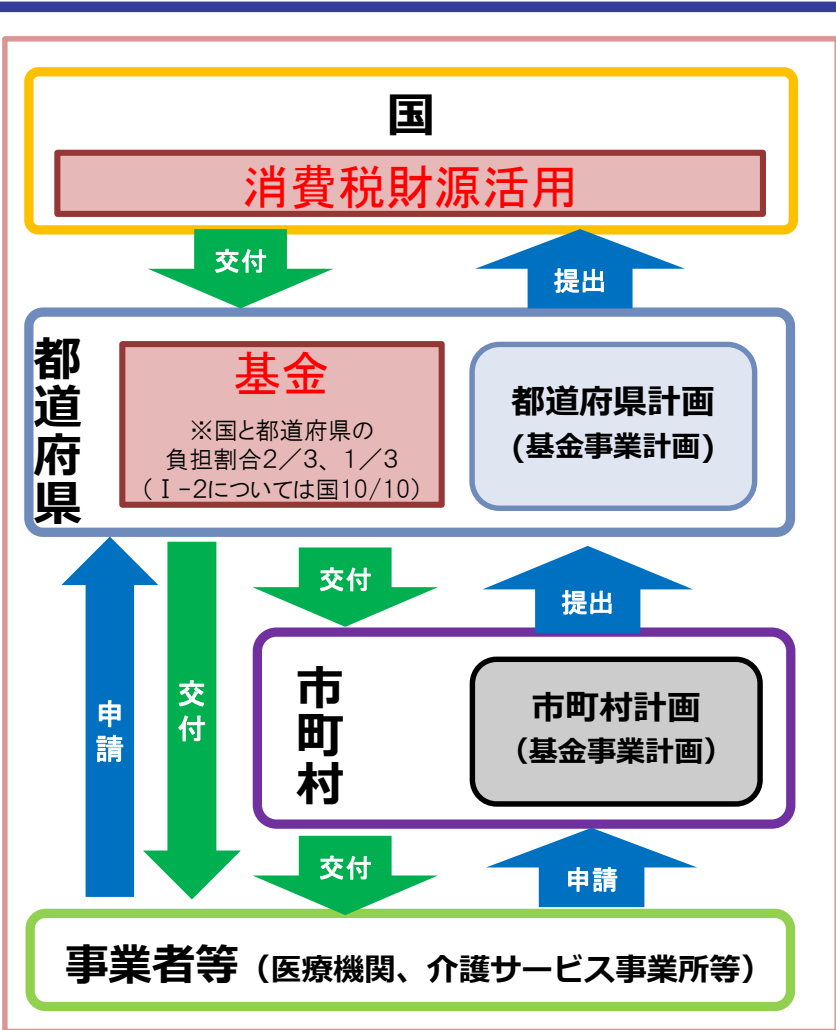 国
消費税財源活用
交付
提出
都道府県
基金
※国と都道府県の
負担割合2／3、1／3
（Ⅰ-2については国10/10）
都道府県計画
(基金事業計画)
交付
提出
申請
交付
市町村
市町村計画
（基金事業計画）
交付
申請
事業者等（医療機関、介護サービス事業所等）